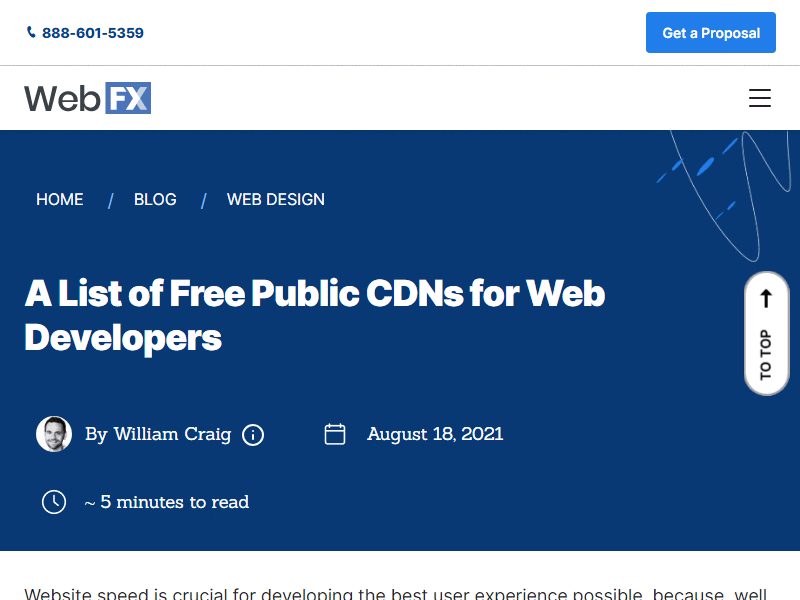 888-601-5359
Get a Proposal
Web FX
HOME / BLOG / WEB DESIGN
A List of Free Public CDNs for Web
Developers
TO TOP
By William Craig
August 18, 2021
~ 5 minutes to read
Website speed is crucial for developing the best user experience possible, because, well